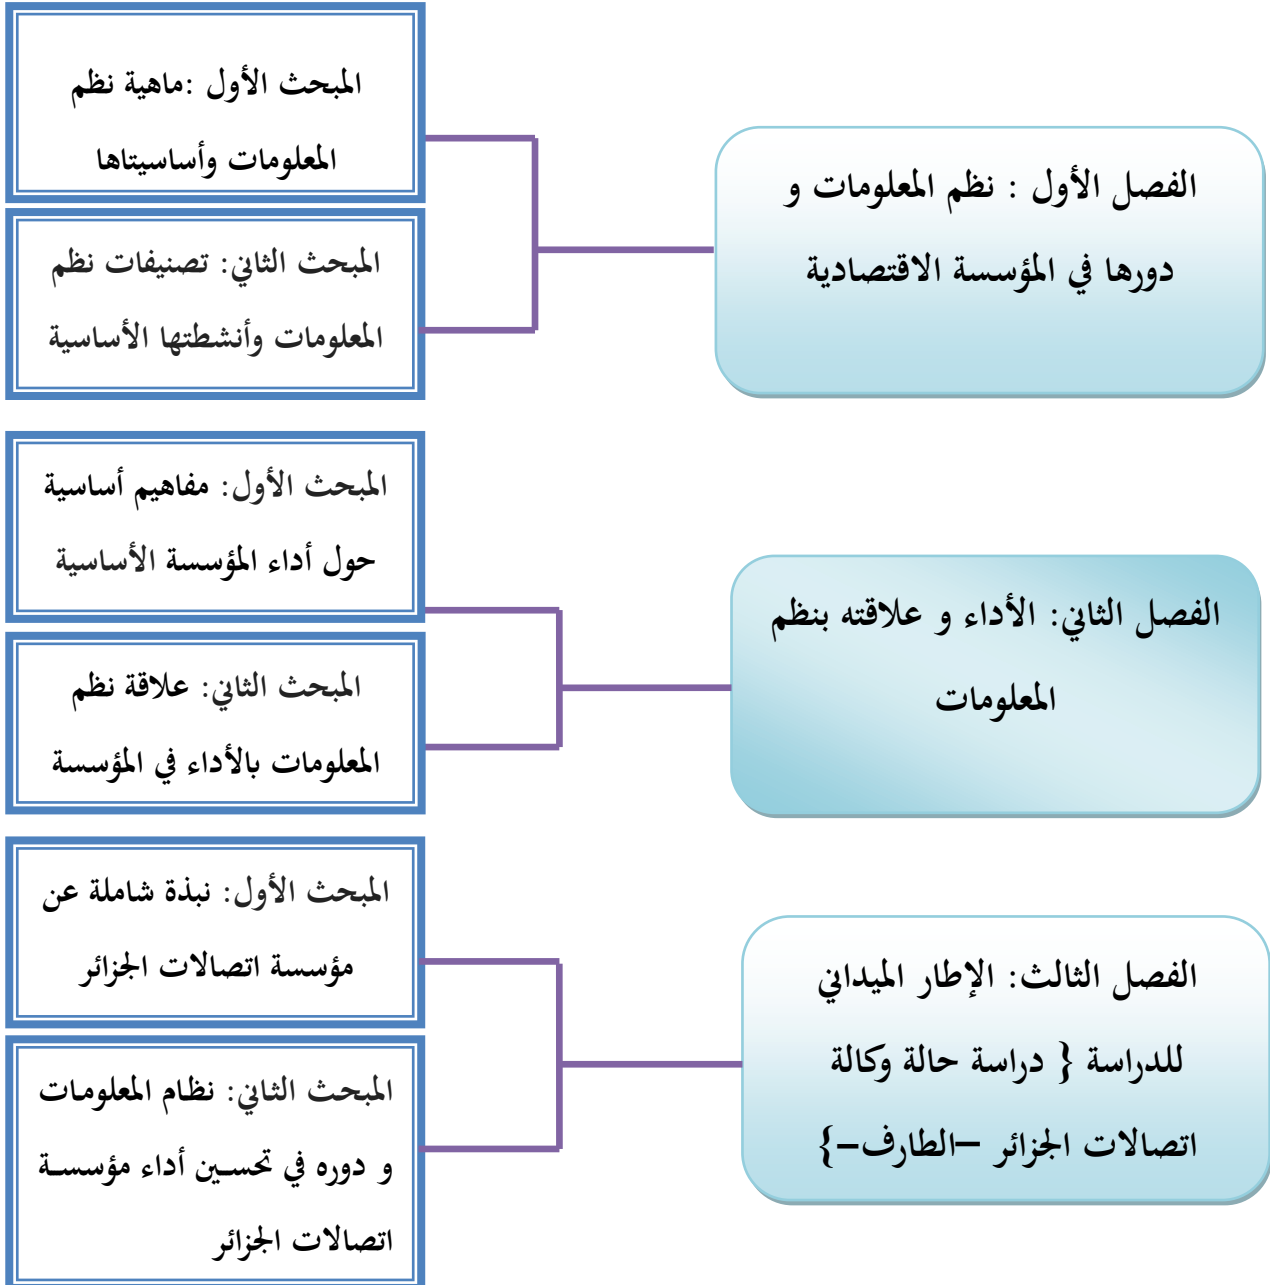 الفصل الأول : نظم المعلومات و
دورها في المؤسسة الاقتصادية
المبحث الأول :ماهية نظم
المعلومات وأساسيتاها
المبحث الثاني: تصنيفات نظم
المعلومات وأنشطتها الأساسية
الفصل الثاني: الأداء و علاقته بنظم
المعلومات
المبحث الأول: مفاهيم أساسية
حول أداء المؤسسة الأساسية
المبحث الثاني: علاقة نظم
المعلومات بالأداء في المؤسسة
الفصل الثالث: الإطار الميداني
للدراسة { دراسة حالة وكالة
اتصالات الجزائر –الطارف-}
المبحث الأول: نبذة شاملة عن
مؤسسة اتصالات الجزائر
المبحث الثاني: نظام المعلومات
و دوره في تحسين أداء مؤسسة
اتصالات الجزائر